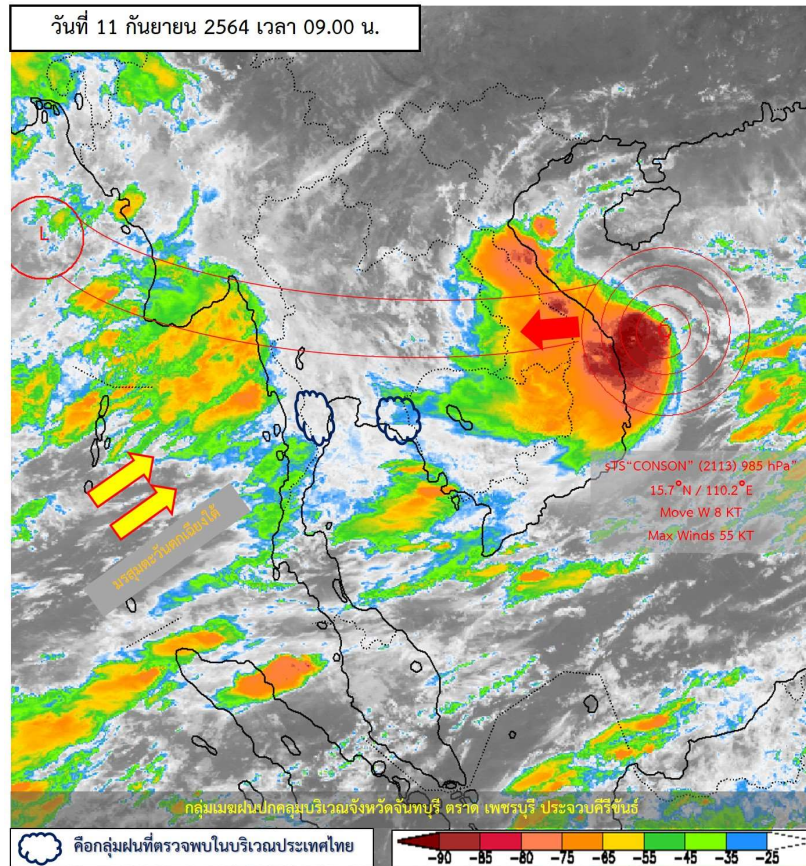 วันที่ 11 กันยายน 2564 เวลา 09.00 น.
L
sTS"CONSON" (2113) 985 hPa"
15.7°N / 110.2°E
Move W 8 KT
Max Winds 55 KT
มรสุมตะวันตกเฉียงใต้
กลุ่มเมฆฝนปกคลุมบริเวณจังหวัดจันทบุรี ตราด เพชรบุรี ประจวบคีรีขันธ์
คือกลุ่มฝนที่ตรวจพบในบริเวณประเทศไทย
-90 -85 -80 -75 -65 -55 -45 -35 -25